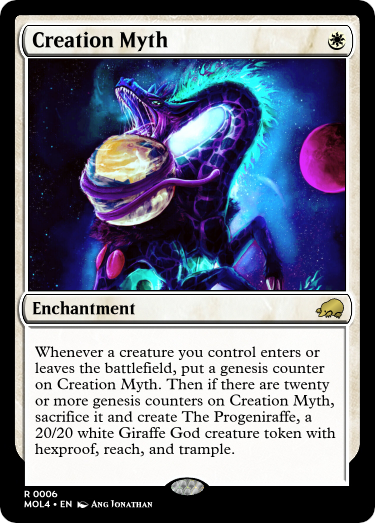 Creation Myth
Enchantment
Whenever a creature you control enters or
leaves the battlefield, put a genesis counter
on Creation Myth. Then if there are twenty
or more genesis counters on Creation Myth,
sacrifice it and create The Progeniraffe, a
20/20 white Giraffe God creature token with
hexproof, reach, and trample.
R 0006
MOL4 • EN Ang Jonathan